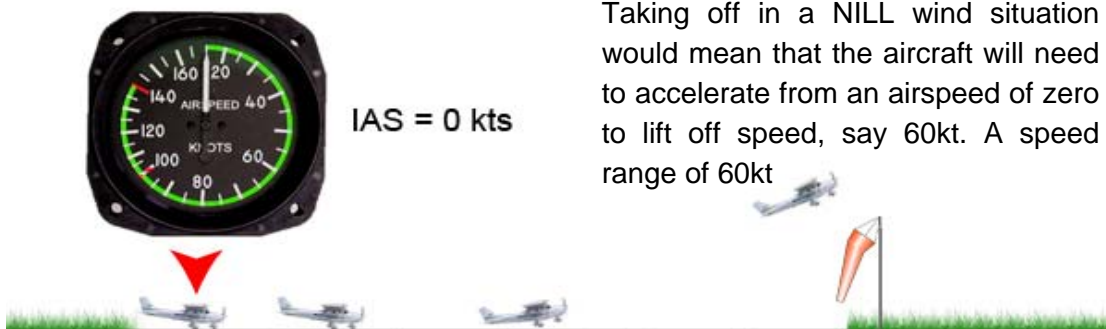 Taking off in a NILL wind situation
would mean that the aircraft will need
to accelerate from an airspeed of zero
to lift off speed, say 60kt. A speed
range of 60kt
160 20
140 AIRSPEED 40
120
KNOTS
100 60
80
IAS = 0 kts